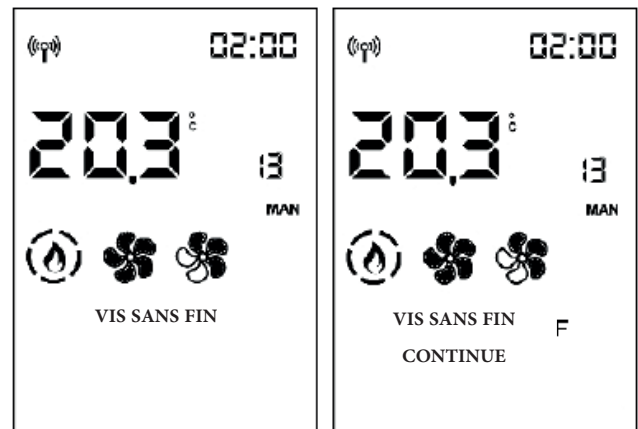 02:00
20,3 °C
13
MAN
VIS SANS FIN
02:00
20,3 °C
13
MAN
VIS SANS FIN F
CONTINUE